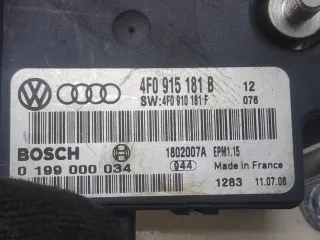 4F0 915 181 B 12
SW:4F0 910 181 F 076
BOSCH 1802007A EPM1.15
0 199 000 034 944 Made in France
1283 11.07.06